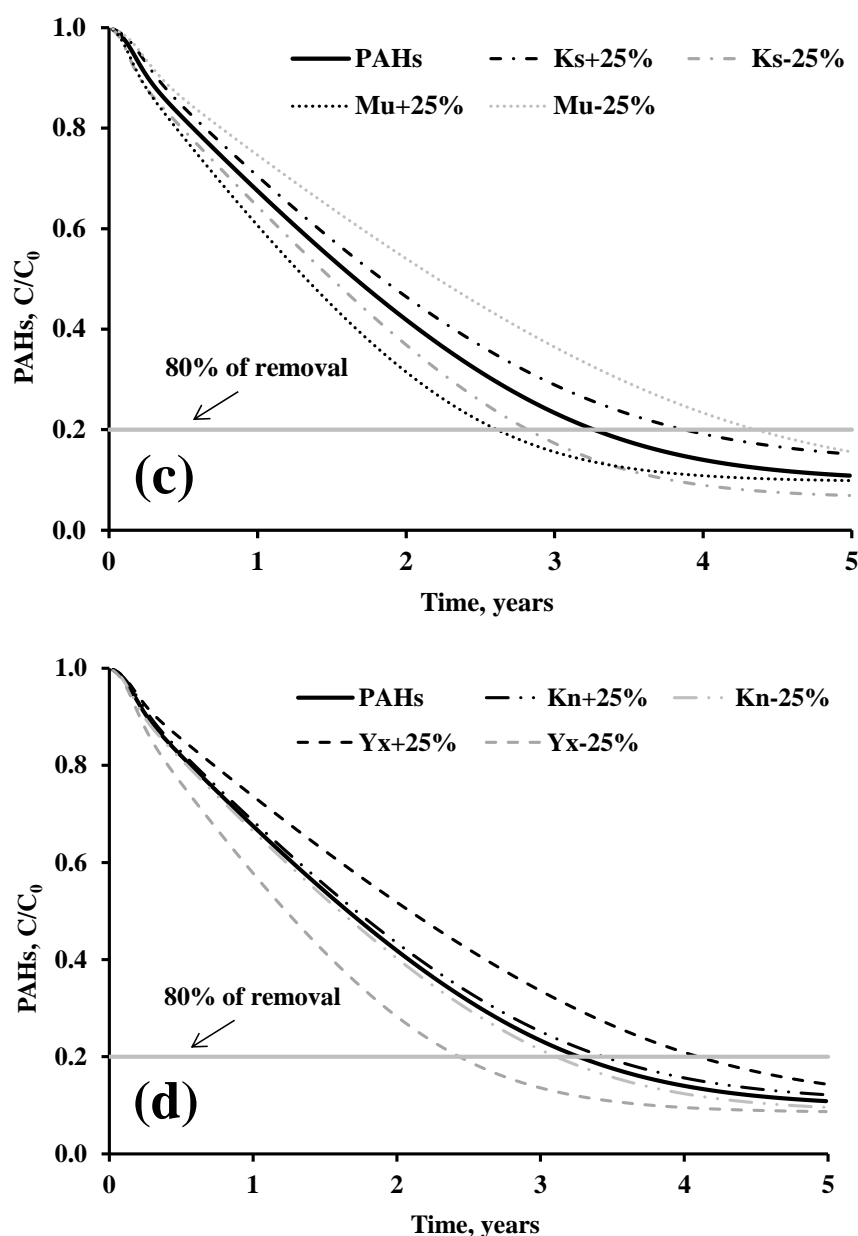 1.0
PAHs Ks+25% Ks-25%
Mu+25% Mu-25%
0.8
0.6
PAHs, C/C0
0.4
80% of removal
0.2
(c)
0.0
0 1 2 3 4 5
Time, years
1.0
PAHs Kn+25% Kn-25%
Yx+25% Yx-25%
0.8
0.6
PAHs, C/C0
0.4
80% of removal
0.2
(d)
0.0
0 1 2 3 4 5
Time, years